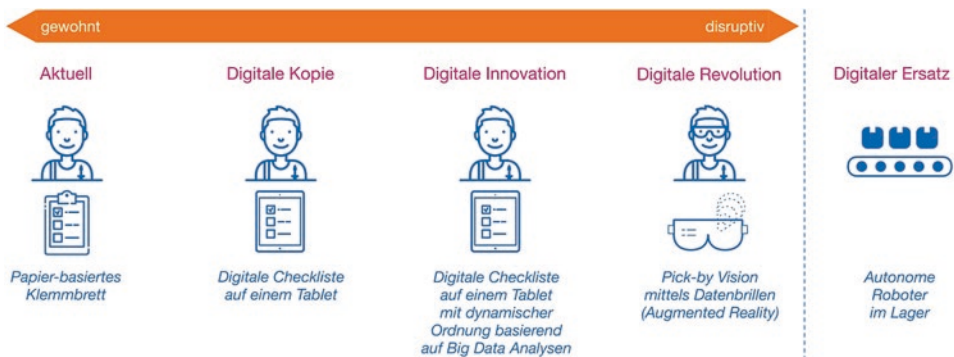 gewohnt
disruptiv
Aktuell
Digitale Kopie
Digitale Innovation
Digitale Revolution
Digitaler Ersatz
Papier-basiertes
Klemmbrett
Digitale Checkliste
auf einem Tablet
Digitale Checkliste
auf einem Tablet
mit dynamischer
Ordnung basierend
auf Big Data Analysen
Pick-by Vision
mittels Datenbrillen
(Augmented Reality)
Autonome
Roboter
im Lager